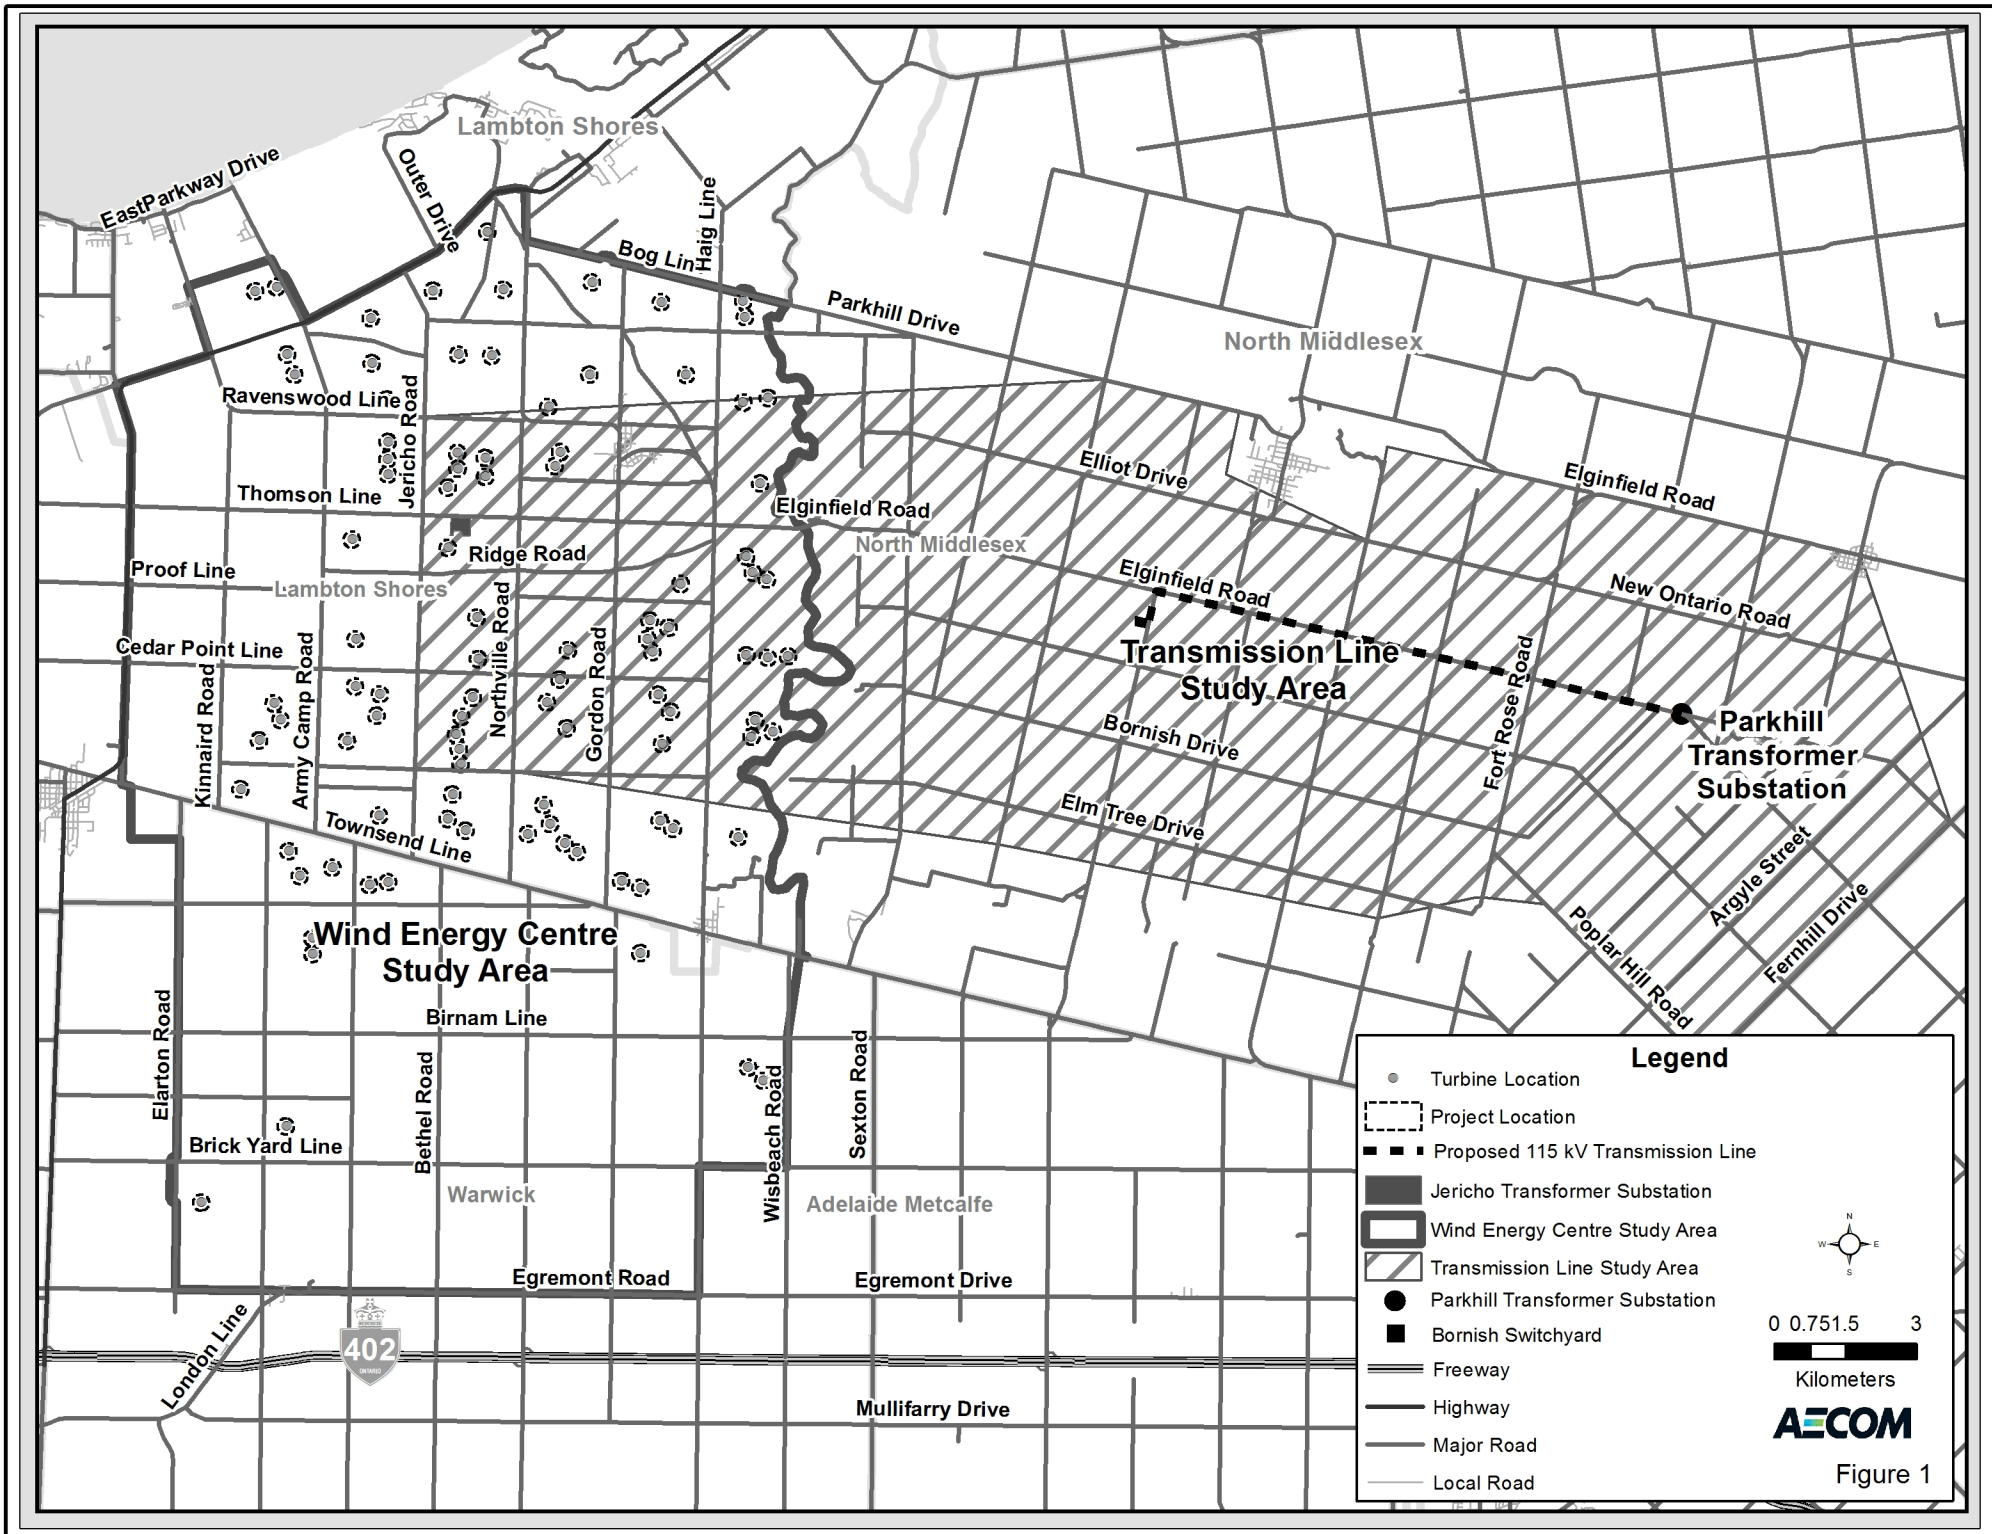 Lambton Shores
EastParkway Drive
Outer Drive
Haig Line
Bog Lin
Parkhill Drive
North Middlesex
Ravenswood Line
Jericho Road
Thomson Line
Elliot Drive
Elginfield Road
Elginfield Road
North Middlesex
Ridge Road
Proof Line
Lambton Shores
Elginfield Road
New Ontario Road
Northville Road
Gordon Road
Cedar Point Line
Kinnaird Road
Army Camp Road
Transmission Line
Study Area
Fort Rose Road
Bornish Drive
Parkhill
Transformer
Substation
Elm Tree Drive
Townsend Line
Argyle Street
Fernhill Drive
Poplar Hill Road
Wind Energy Centre
Study Area
Elarton Road
Birnam Line
Bethel Road
Sexton Road
Wisbeach Road
Brick Yard Line
Warwick
Adelaide Metcalfe
Egremont Road
Egremont Drive
London Line
402
ONTARIO
Mullifarry Drive
Legend
Turbine Location
Project Location
Proposed 115 kV Transmission Line
Jericho Transformer Substation
Wind Energy Centre Study Area
Transmission Line Study Area
Parkhill Transformer Substation
Bornish Switchyard
Freeway
Highway
Major Road
Local Road
N
W E
S
0 0.751.5 3
Kilometers
AECOM
Figure 1